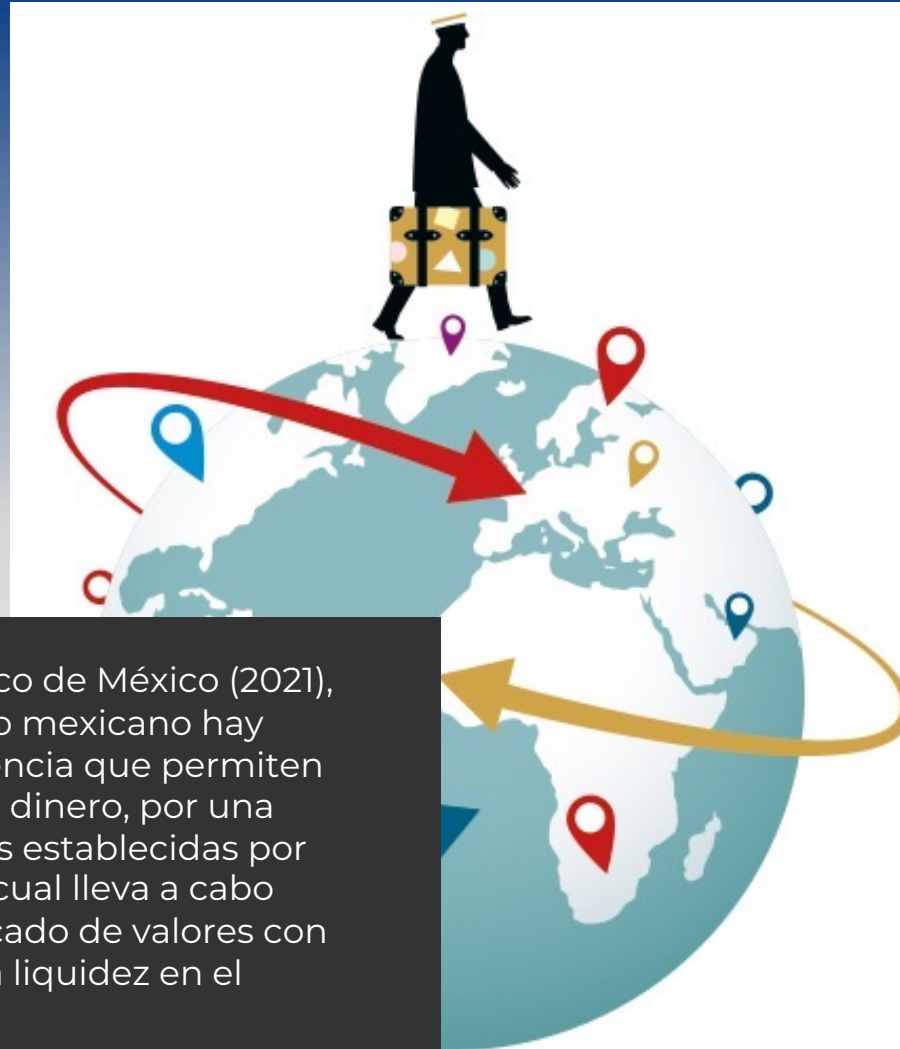 co de México (2021),
o mexicano hay
encia que permiten
dinero, por una
s establecidas por
cual lleva a cabo
cado de valores con
liquidez en el